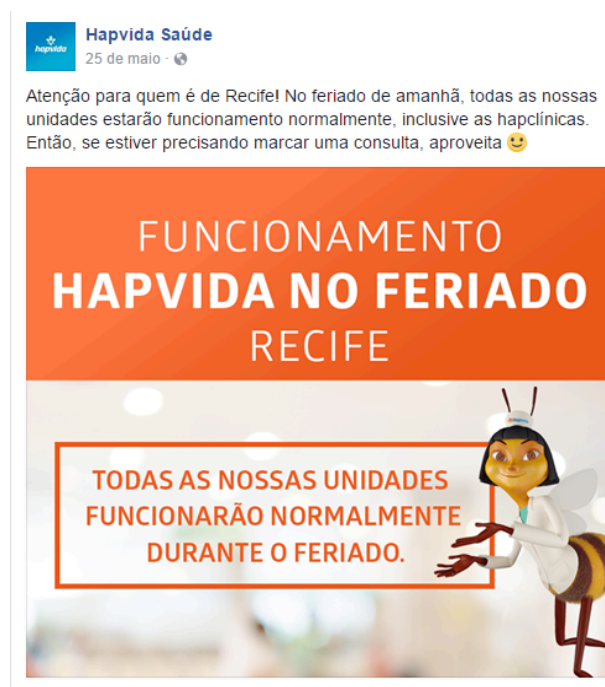 hapvida
Hapvida Saúde
25 de maio ·
Atenção para quem é de Recife! No feriado de amanhã, todas as nossas
unidades estarão funcionamento normalmente, inclusive as hapclínicas.
Então, se estiver precisando marcar uma consulta, aproveita 🙂
FUNCIONAMENTO
HAPVIDA NO FERIADO
RECIFE
TODAS AS NOSSAS UNIDADES
FUNCIONARÃO NORMALMENTE
DURANTE O FERIADO.